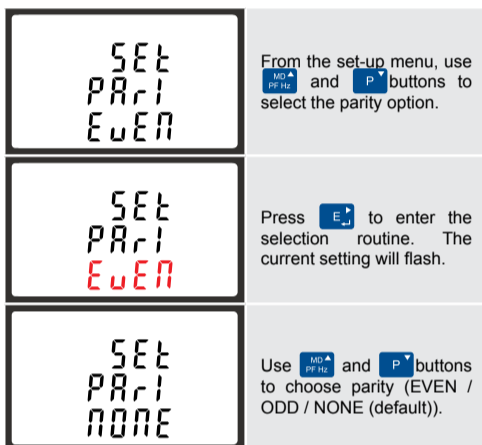 SEt
PArI
EvEN
From the set-up menu, use
MD PF Hz and P buttons to
select the parity option.
SEt
PArI
EvEN
Press E to enter the
selection routine. The
current setting will flash.
SEt
PArI
NONE
Use MD PF Hz and P buttons
to choose parity (EVEN /
ODD / NONE (default)).